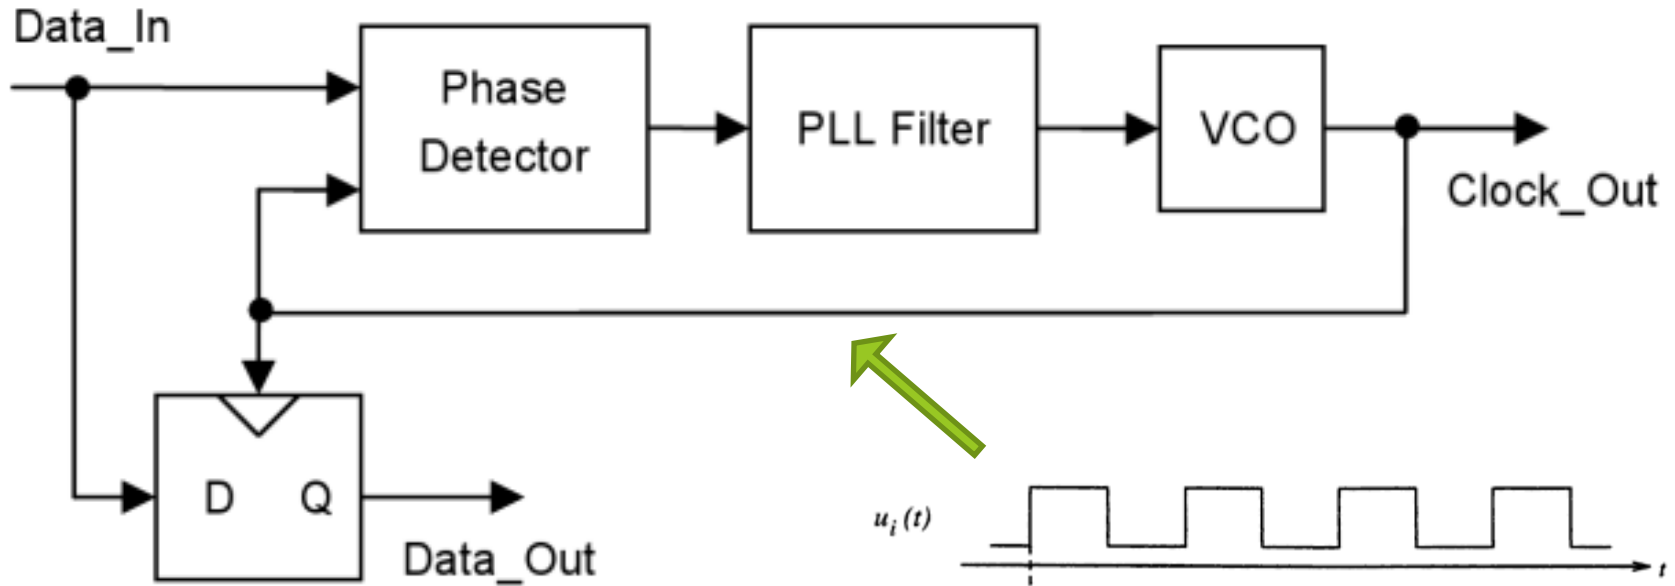 Data_In
Phase
Detector
PLL Filter
VCO
Clock_Out
D
Q
Data_Out
u_i(t)
t